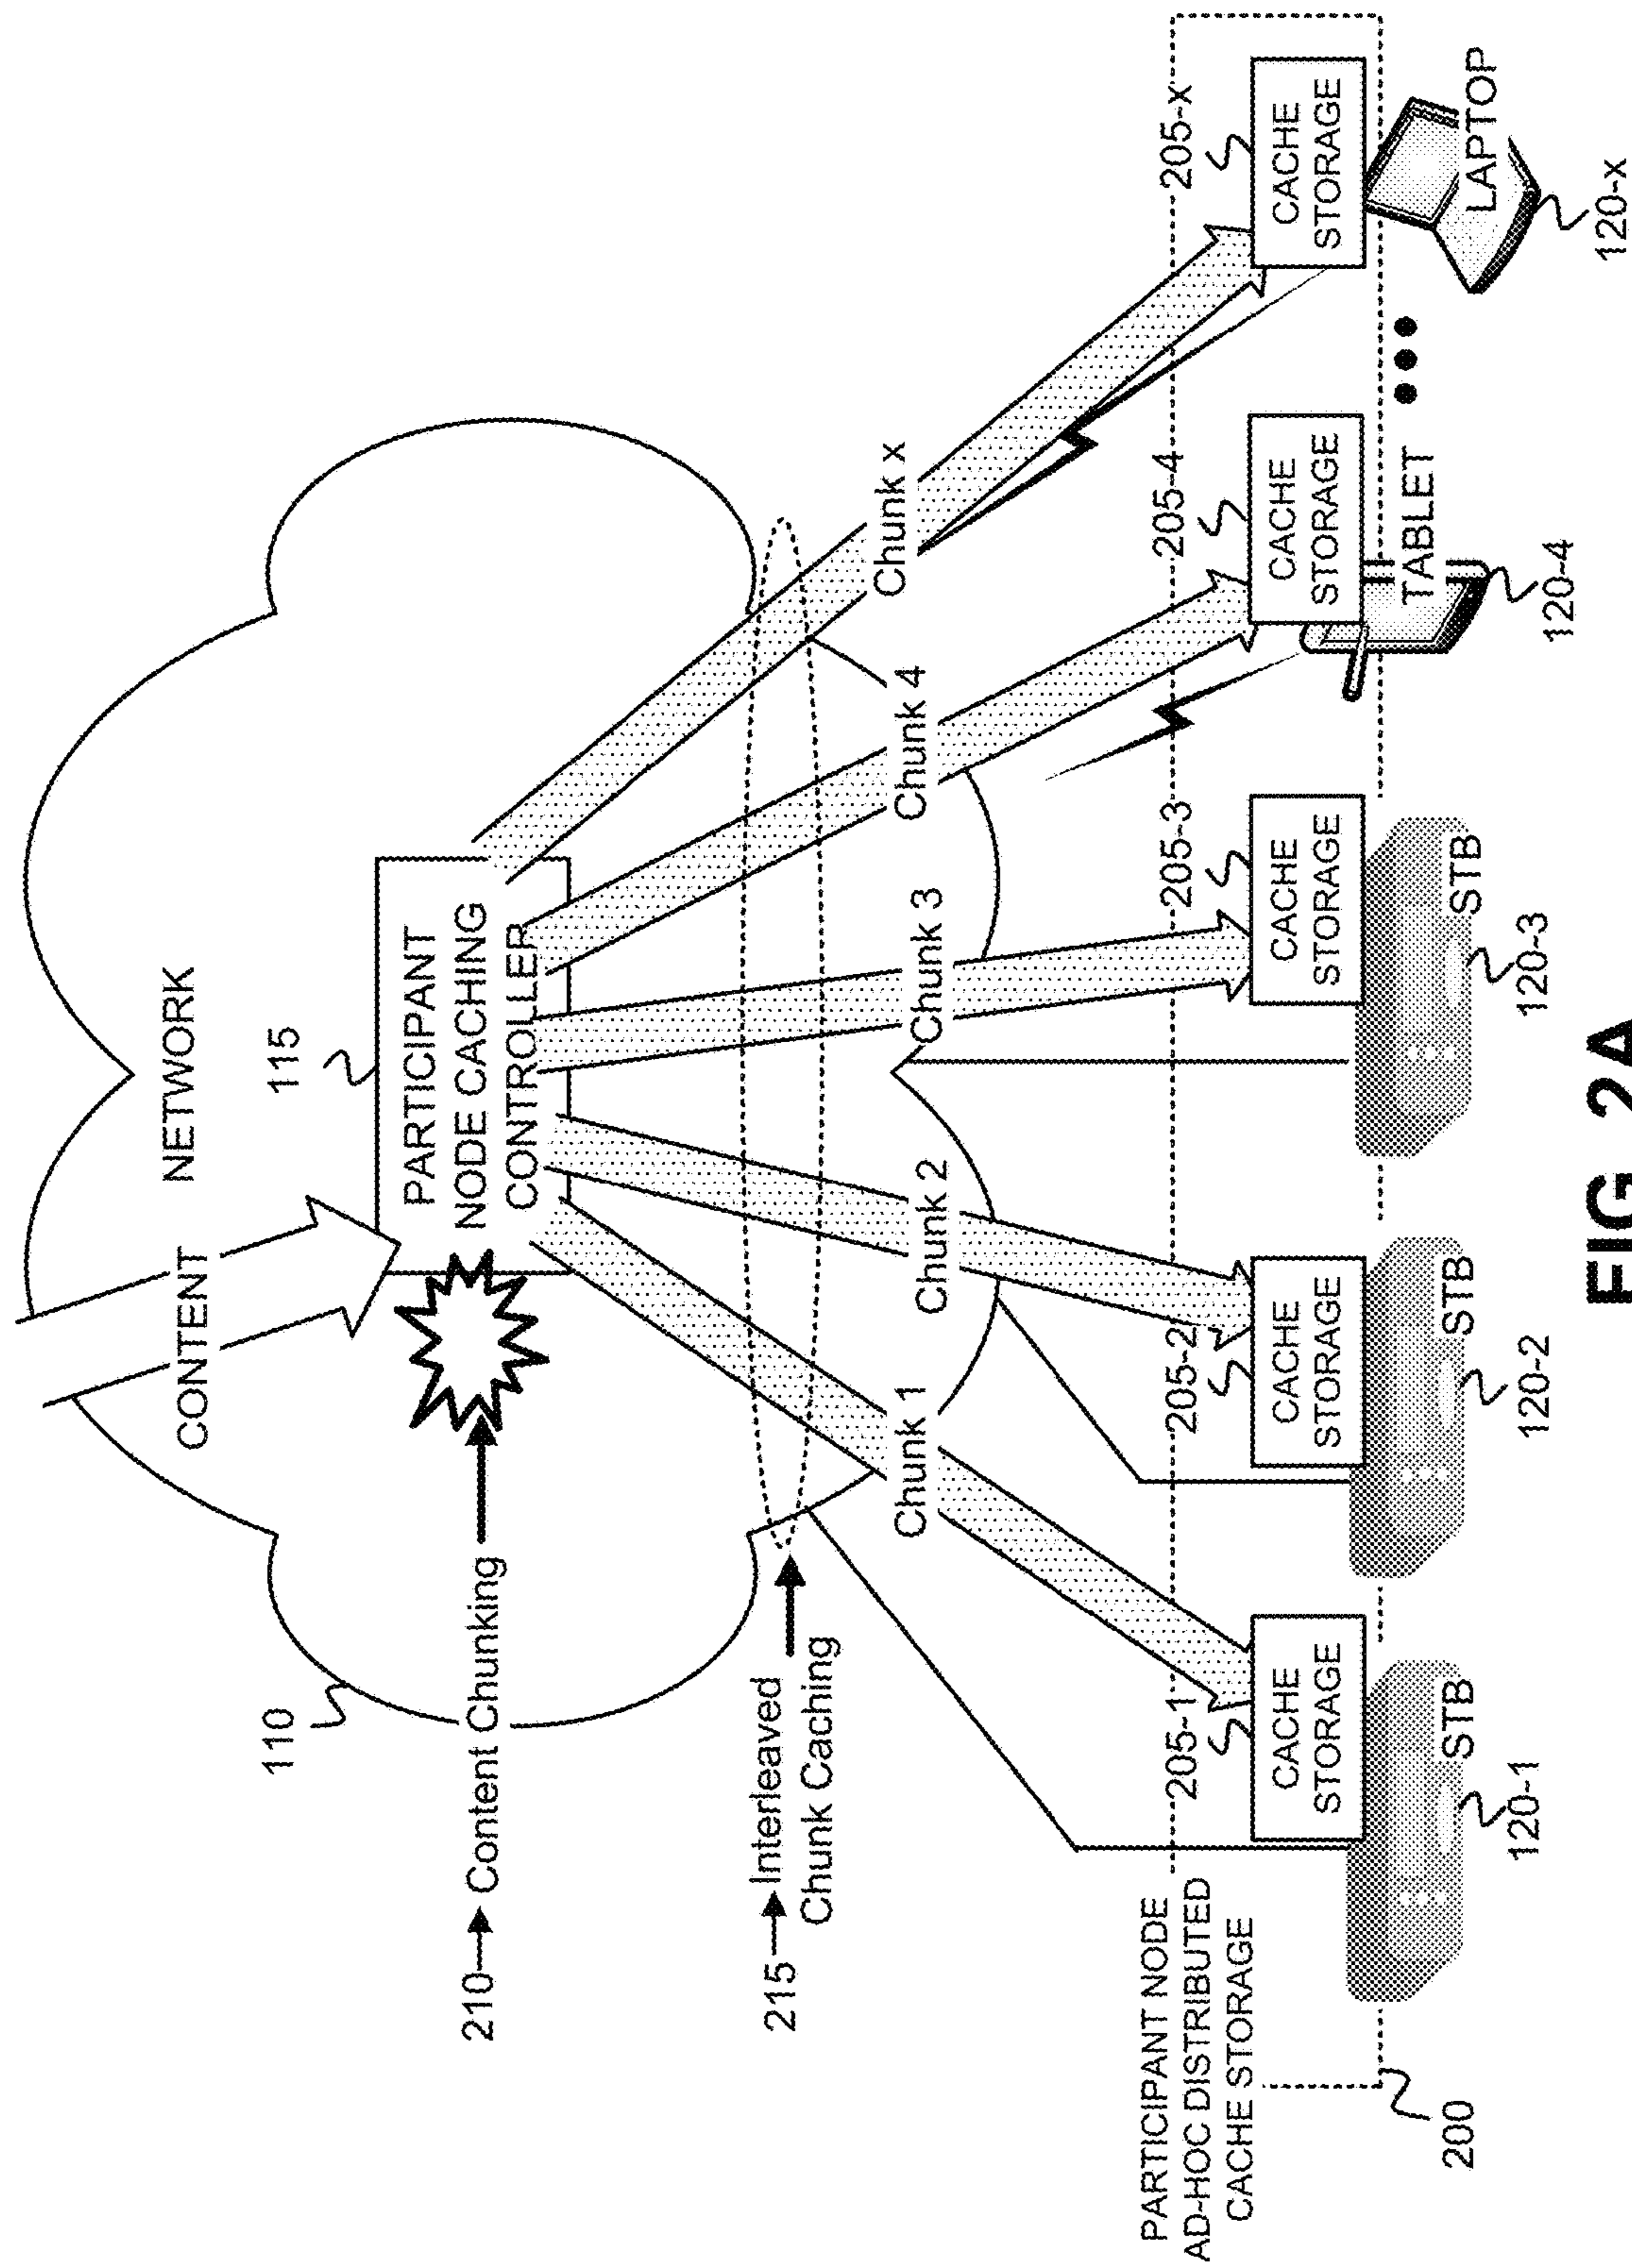 CONTENT
NETWORK
110
115
210
Content Chunking
PARTICIPANT
NODE CACHING
CONTROLLER
215
Interleaved
Chunk Caching
Chunk 1
Chunk 2
Chunk 3
Chunk 4
Chunk x
PARTICIPANT NODE
AD-HOC DISTRIBUTED
CACHE STORAGE
205-1
205-2
205-3
205-4
205-x
CACHE
STORAGE
CACHE
STORAGE
CACHE
STORAGE
CACHE
STORAGE
CACHE
STORAGE
200
STB
STB
STB
TABLET
LAPTOP
120-1
120-2
120-3
120-4
120-x
FIG. 2A